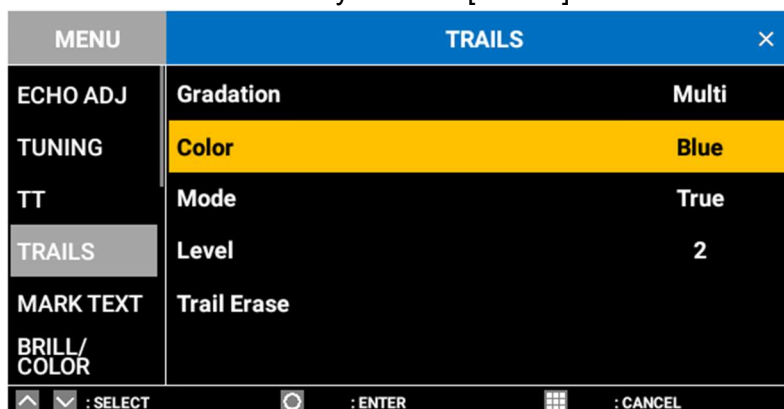 MENU
TRAILS ×
ECHO ADJ
Gradation Multi
TUNING
Color Blue
TT
Mode True
TRAILS
Level 2
MARK TEXT
Trail Erase
BRILL/
COLOR
: SELECT : ENTER : CANCEL